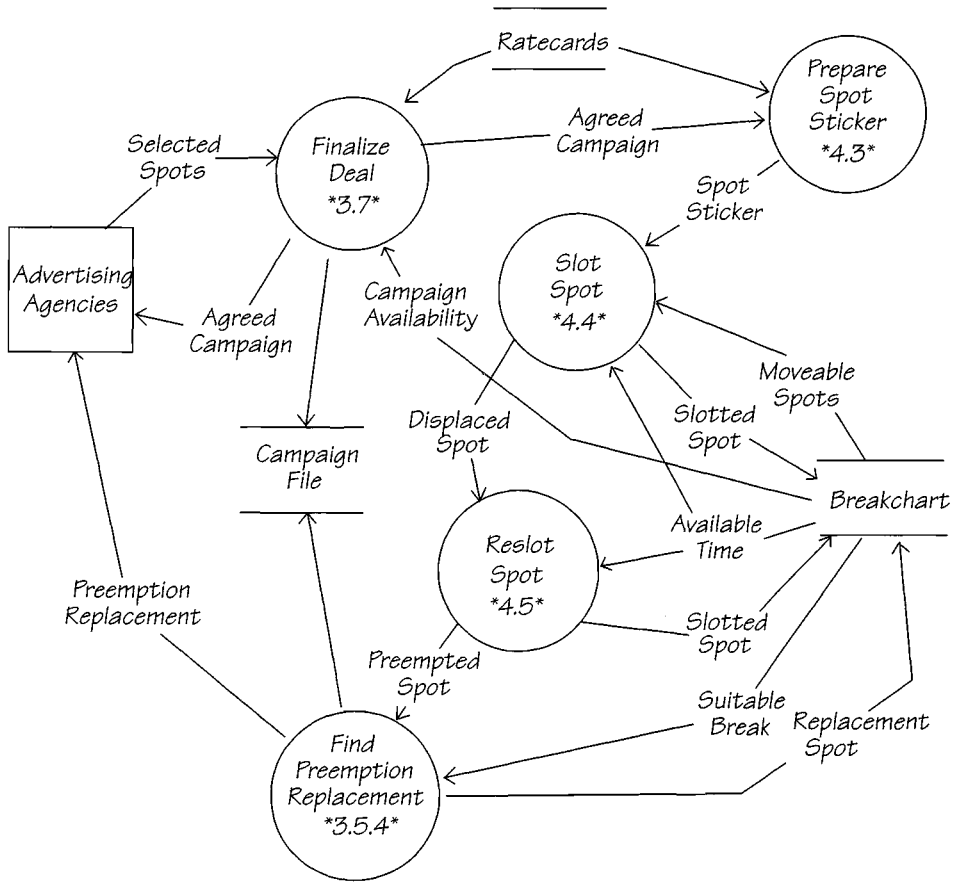 Ratecards
Prepare
Spot
Sticker
*4.3*
Agreed
Campaign
Selected
Spots
Finalize
Deal
*3.7*
Spot
Sticker
Advertising
Agencies
Slot
Spot
*4.4*
Campaign
Availability
Agreed
Campaign
Moveable
Spots
Displaced
Spot
Slotted
Spot
Campaign
File
Breakchart
Available
Time
Reslot
Spot
*4.5*
Preemption
Replacement
Slotted
Spot
Preempted
Spot
Suitable
Break
Replacement
Spot
Find
Preemption
Replacement
*3.5.4*